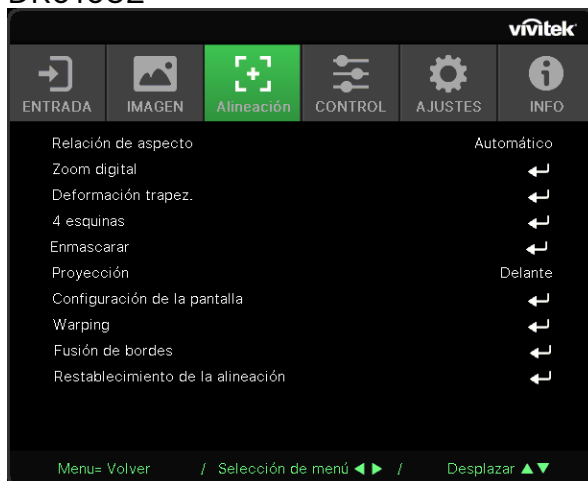 vivitek
ENTRADA IMAGEN Alineación CONTROL AJUSTES INFO
Relación de aspecto Automático
Zoom digital
Deformación trapez.
4 esquinas
Enmascarar
Proyección Delante
Configuración de la pantalla
Warping
Fusión de bordes
Restablecimiento de la alineación
Menu= Volver / Selección de menú ◀ ▶ / Desplazar ▲▼